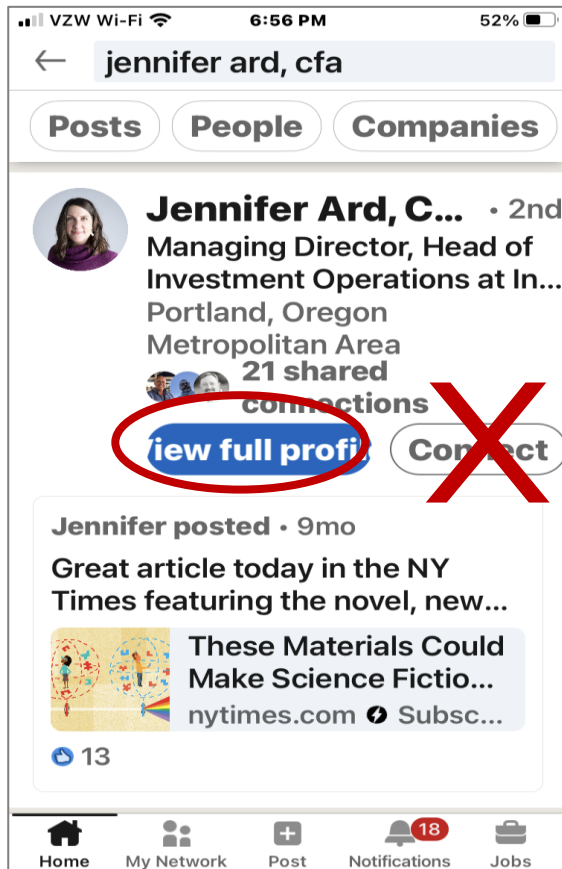 VZW Wi-Fi 6:56 PM 52%
jennifer ard, cfa
Posts People Companies
Jennifer Ard, C... • 2nd
Managing Director, Head of
Investment Operations at In...
Portland, Oregon
Metropolitan Area
21 shared
connections
iew full profi Connect
Jennifer posted • 9mo
Great article today in the NY
Times featuring the novel, new...
These Materials Could
Make Science Fictio...
nytimes.com Subsc...
13
18
Home My Network Post Notifications Jobs